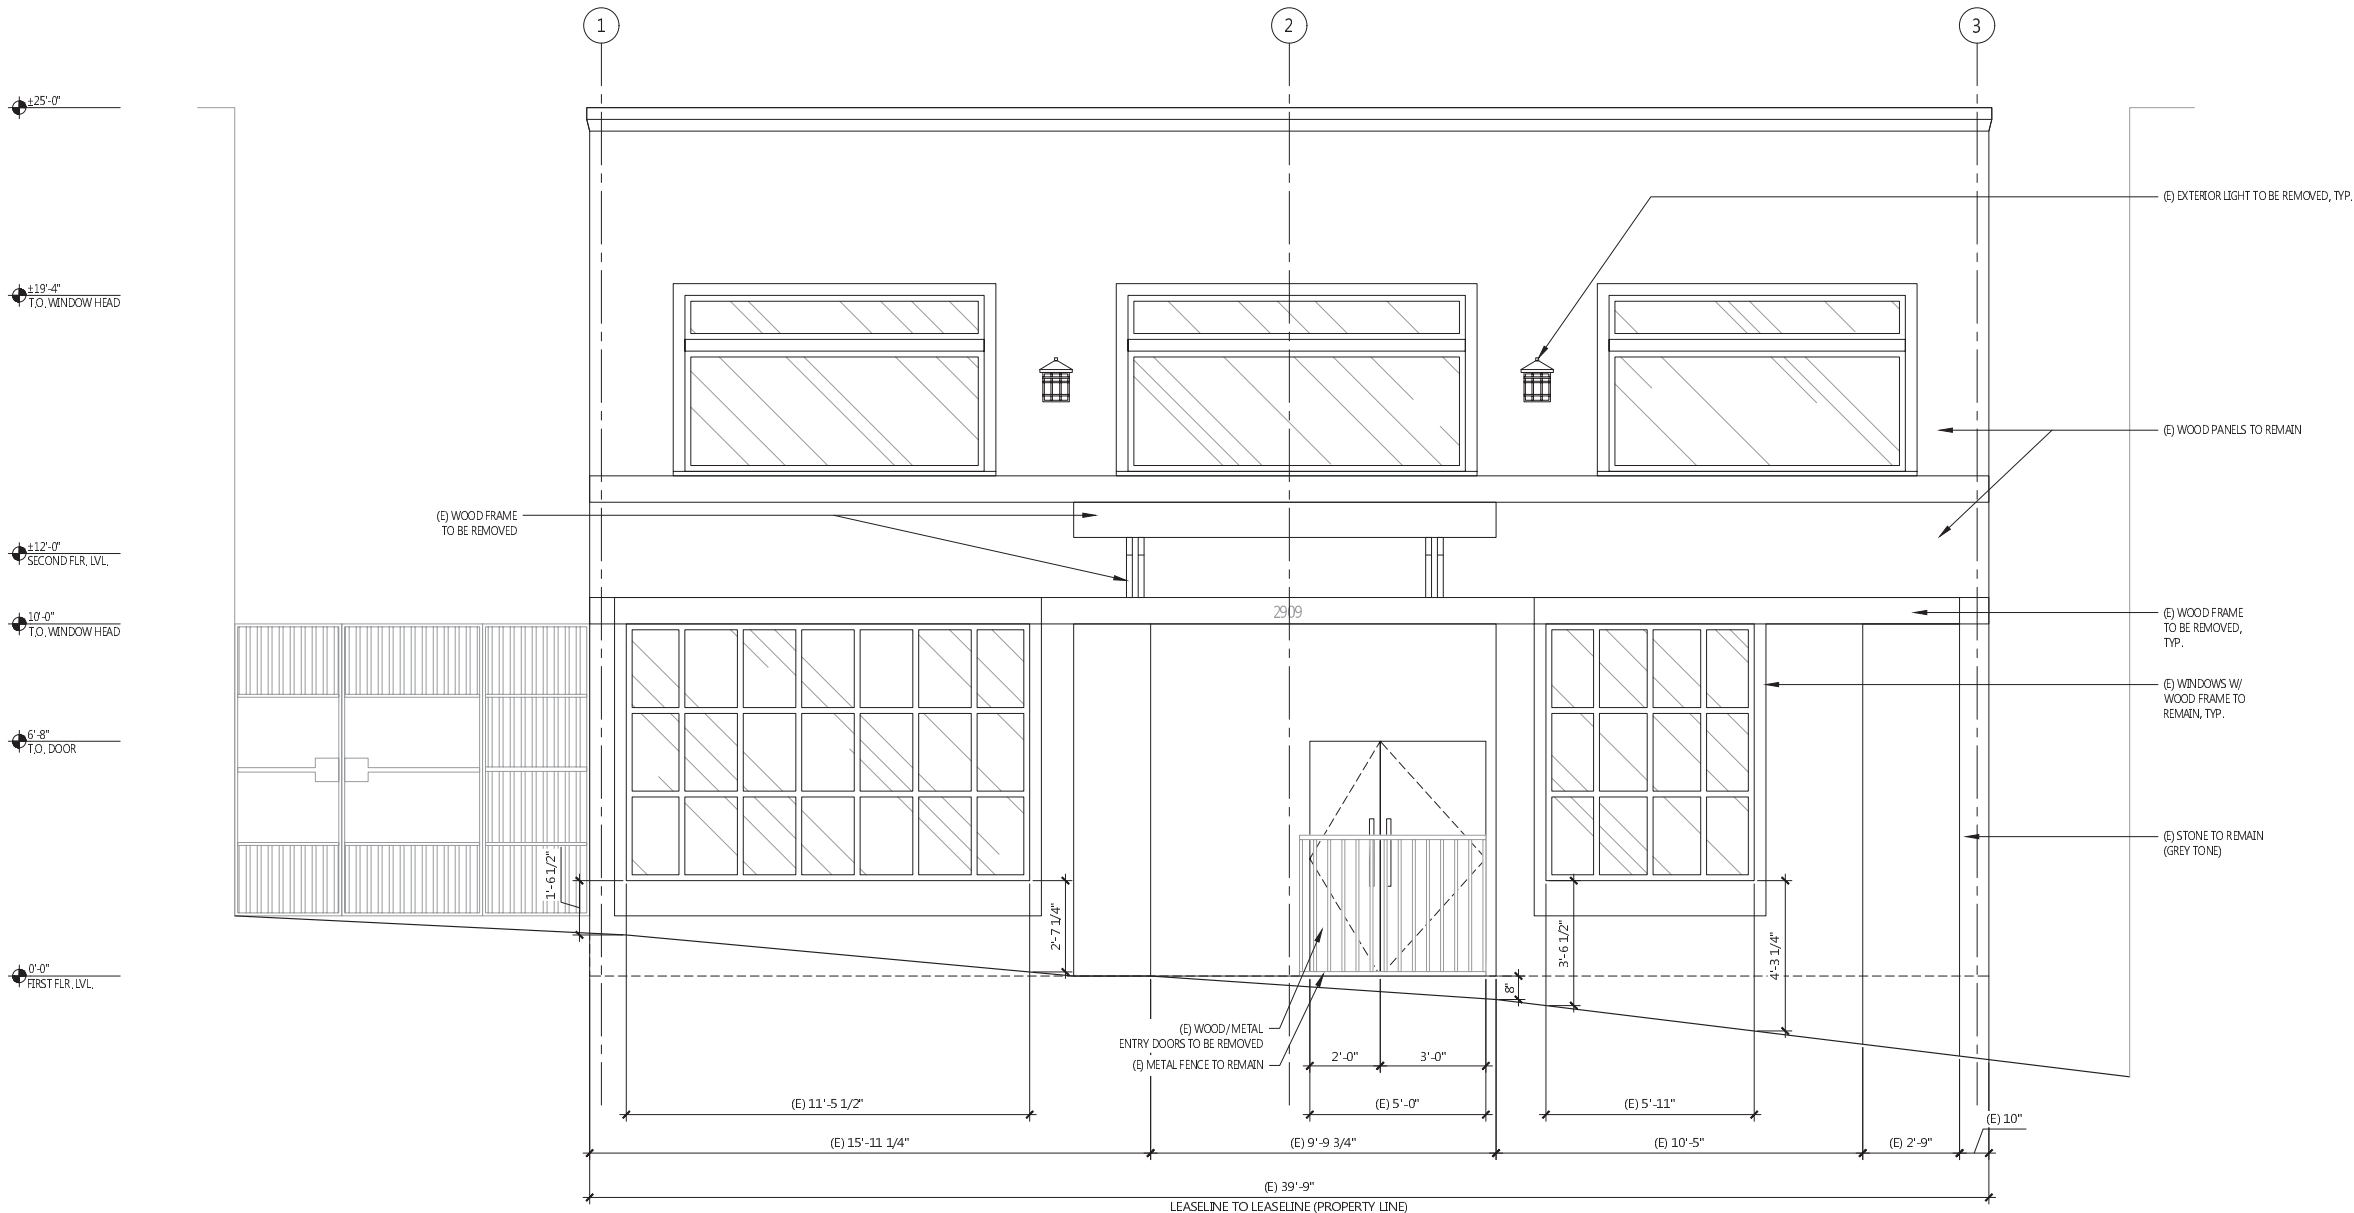 1
2
3
±25'-0"
(E) EXTERIOR LIGHT TO BE REMOVED, TYP.
±19'-4"
T.O. WINDOW HEAD
(E) WOOD PANELS TO REMAIN
(E) WOOD FRAME
TO BE REMOVED
±12'-0"
SECOND FLR. LVL.
10'-0"
T.O. WINDOW HEAD
2909
(E) WOOD FRAME
TO BE REMOVED,
TYP.
(E) WINDOWS W/
WOOD FRAME TO
REMAIN, TYP.
6'-8"
T.O. DOOR
(E) STONE TO REMAIN
(GREY TONE)
1'-6 1/2"
2'-7 1/4"
3'-6 1/2"
4'-3 1/4"
0'-0"
FIRST FLR. LVL.
8"
(E) WOOD/METAL
ENTRY DOORS TO BE REMOVED
(E) METAL FENCE TO REMAIN
2'-0"
3'-0"
(E) 11'-5 1/2"
(E) 5'-0"
(E) 5'-11"
(E) 10"
(E) 15'-11 1/4"
(E) 9'-9 3/4"
(E) 10'-5"
(E) 2'-9"
(E) 39'-9"
LEASELINE TO LEASELINE (PROPERTY LINE)